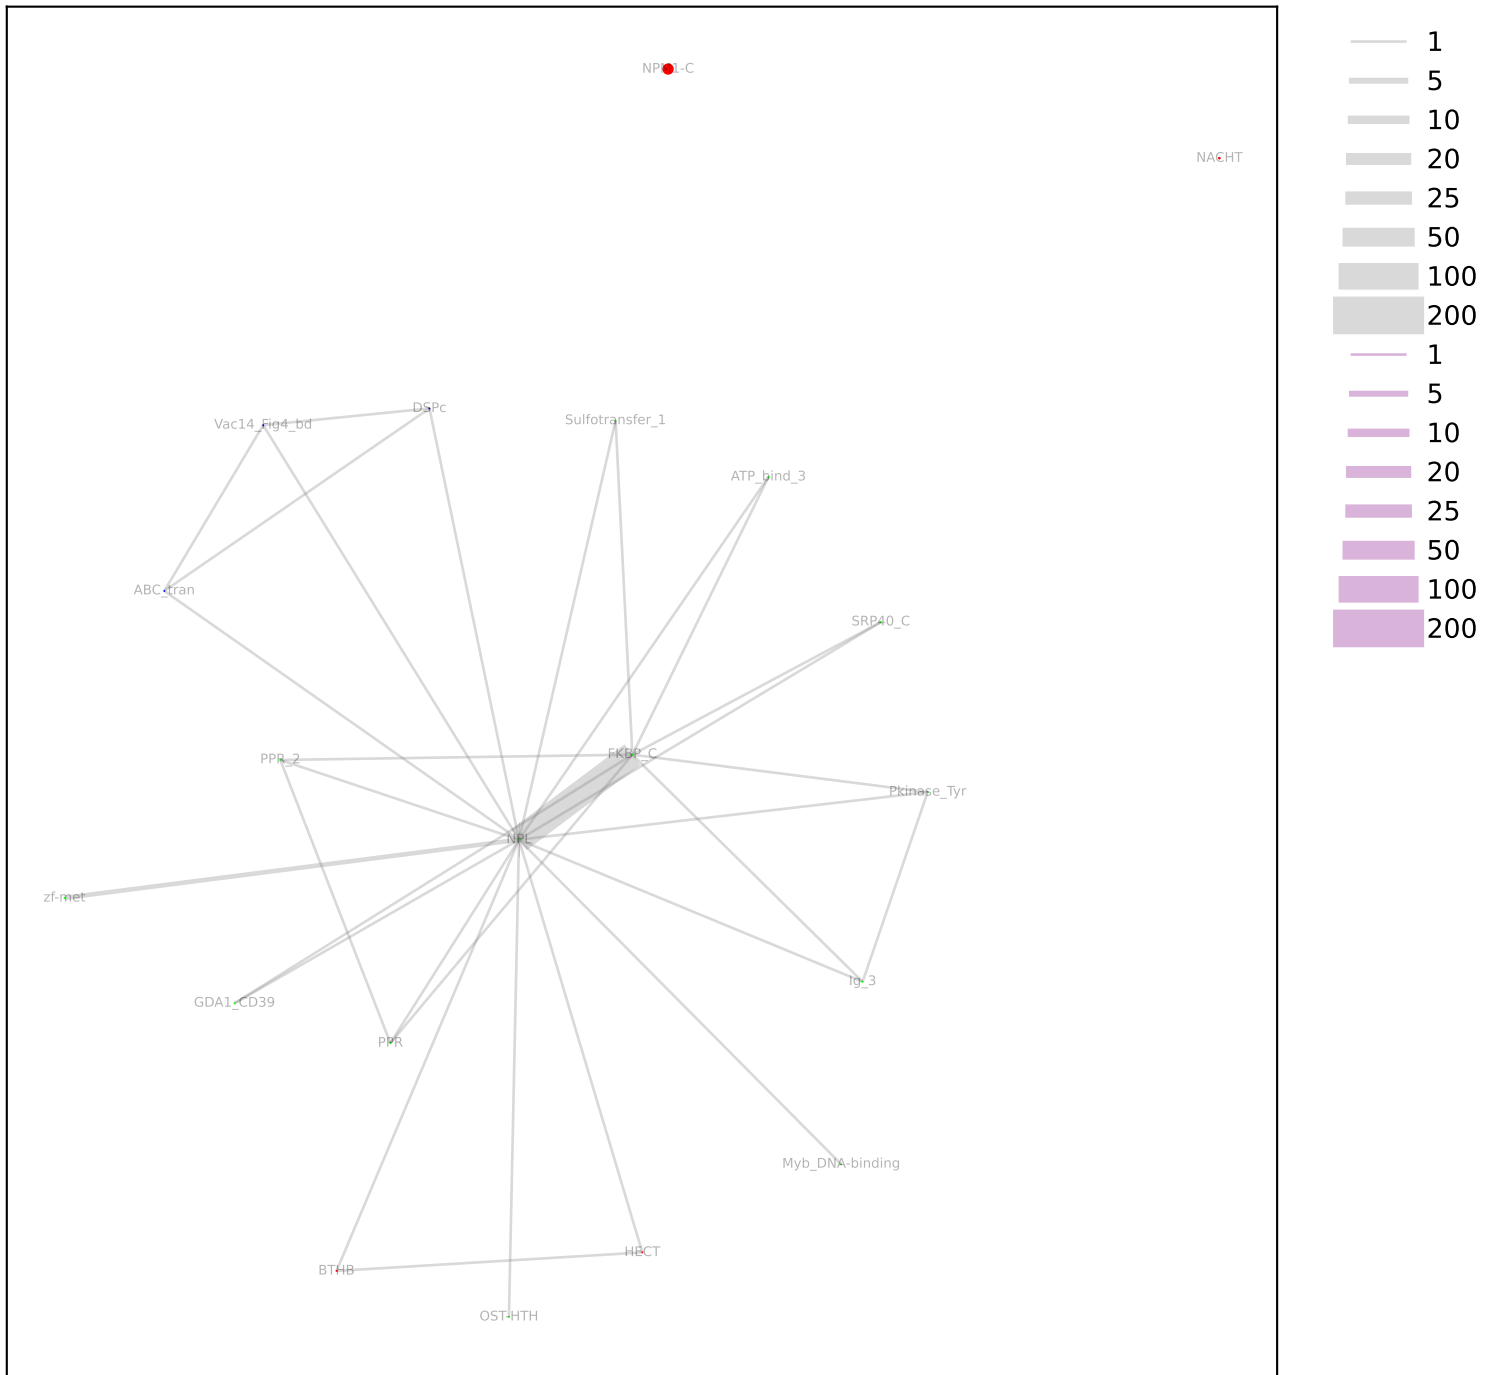 NPM1-C
NACHT
DSPc
Vac14_Fig4_bd
Sulfotransfer_1
ATP_bind_3
ABC_tran
SRP40_C
FKBP_C
PPR_2
Pkinase_Tyr
NPL
zf-met
Ig_3
GDA1_CD39
PPR
Myb_DNA-binding
HECT
BTHB
OST-HTH
1
5
10
20
25
50
100
200
1
5
10
20
25
50
100
200